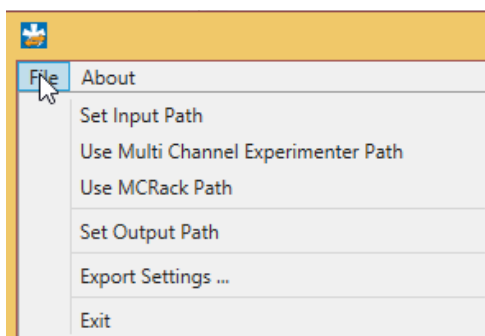 File About
Set Input Path
Use Multi Channel Experimenter Path
Use MCRack Path
Set Output Path
Export Settings ...
Exit